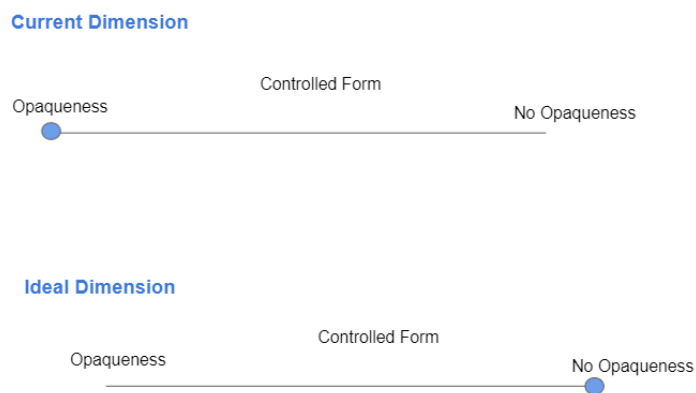 Current Dimension
Controlled Form
Opaqueness
No Opaqueness
Ideal Dimension
Controlled Form
Opaqueness
No Opaqueness